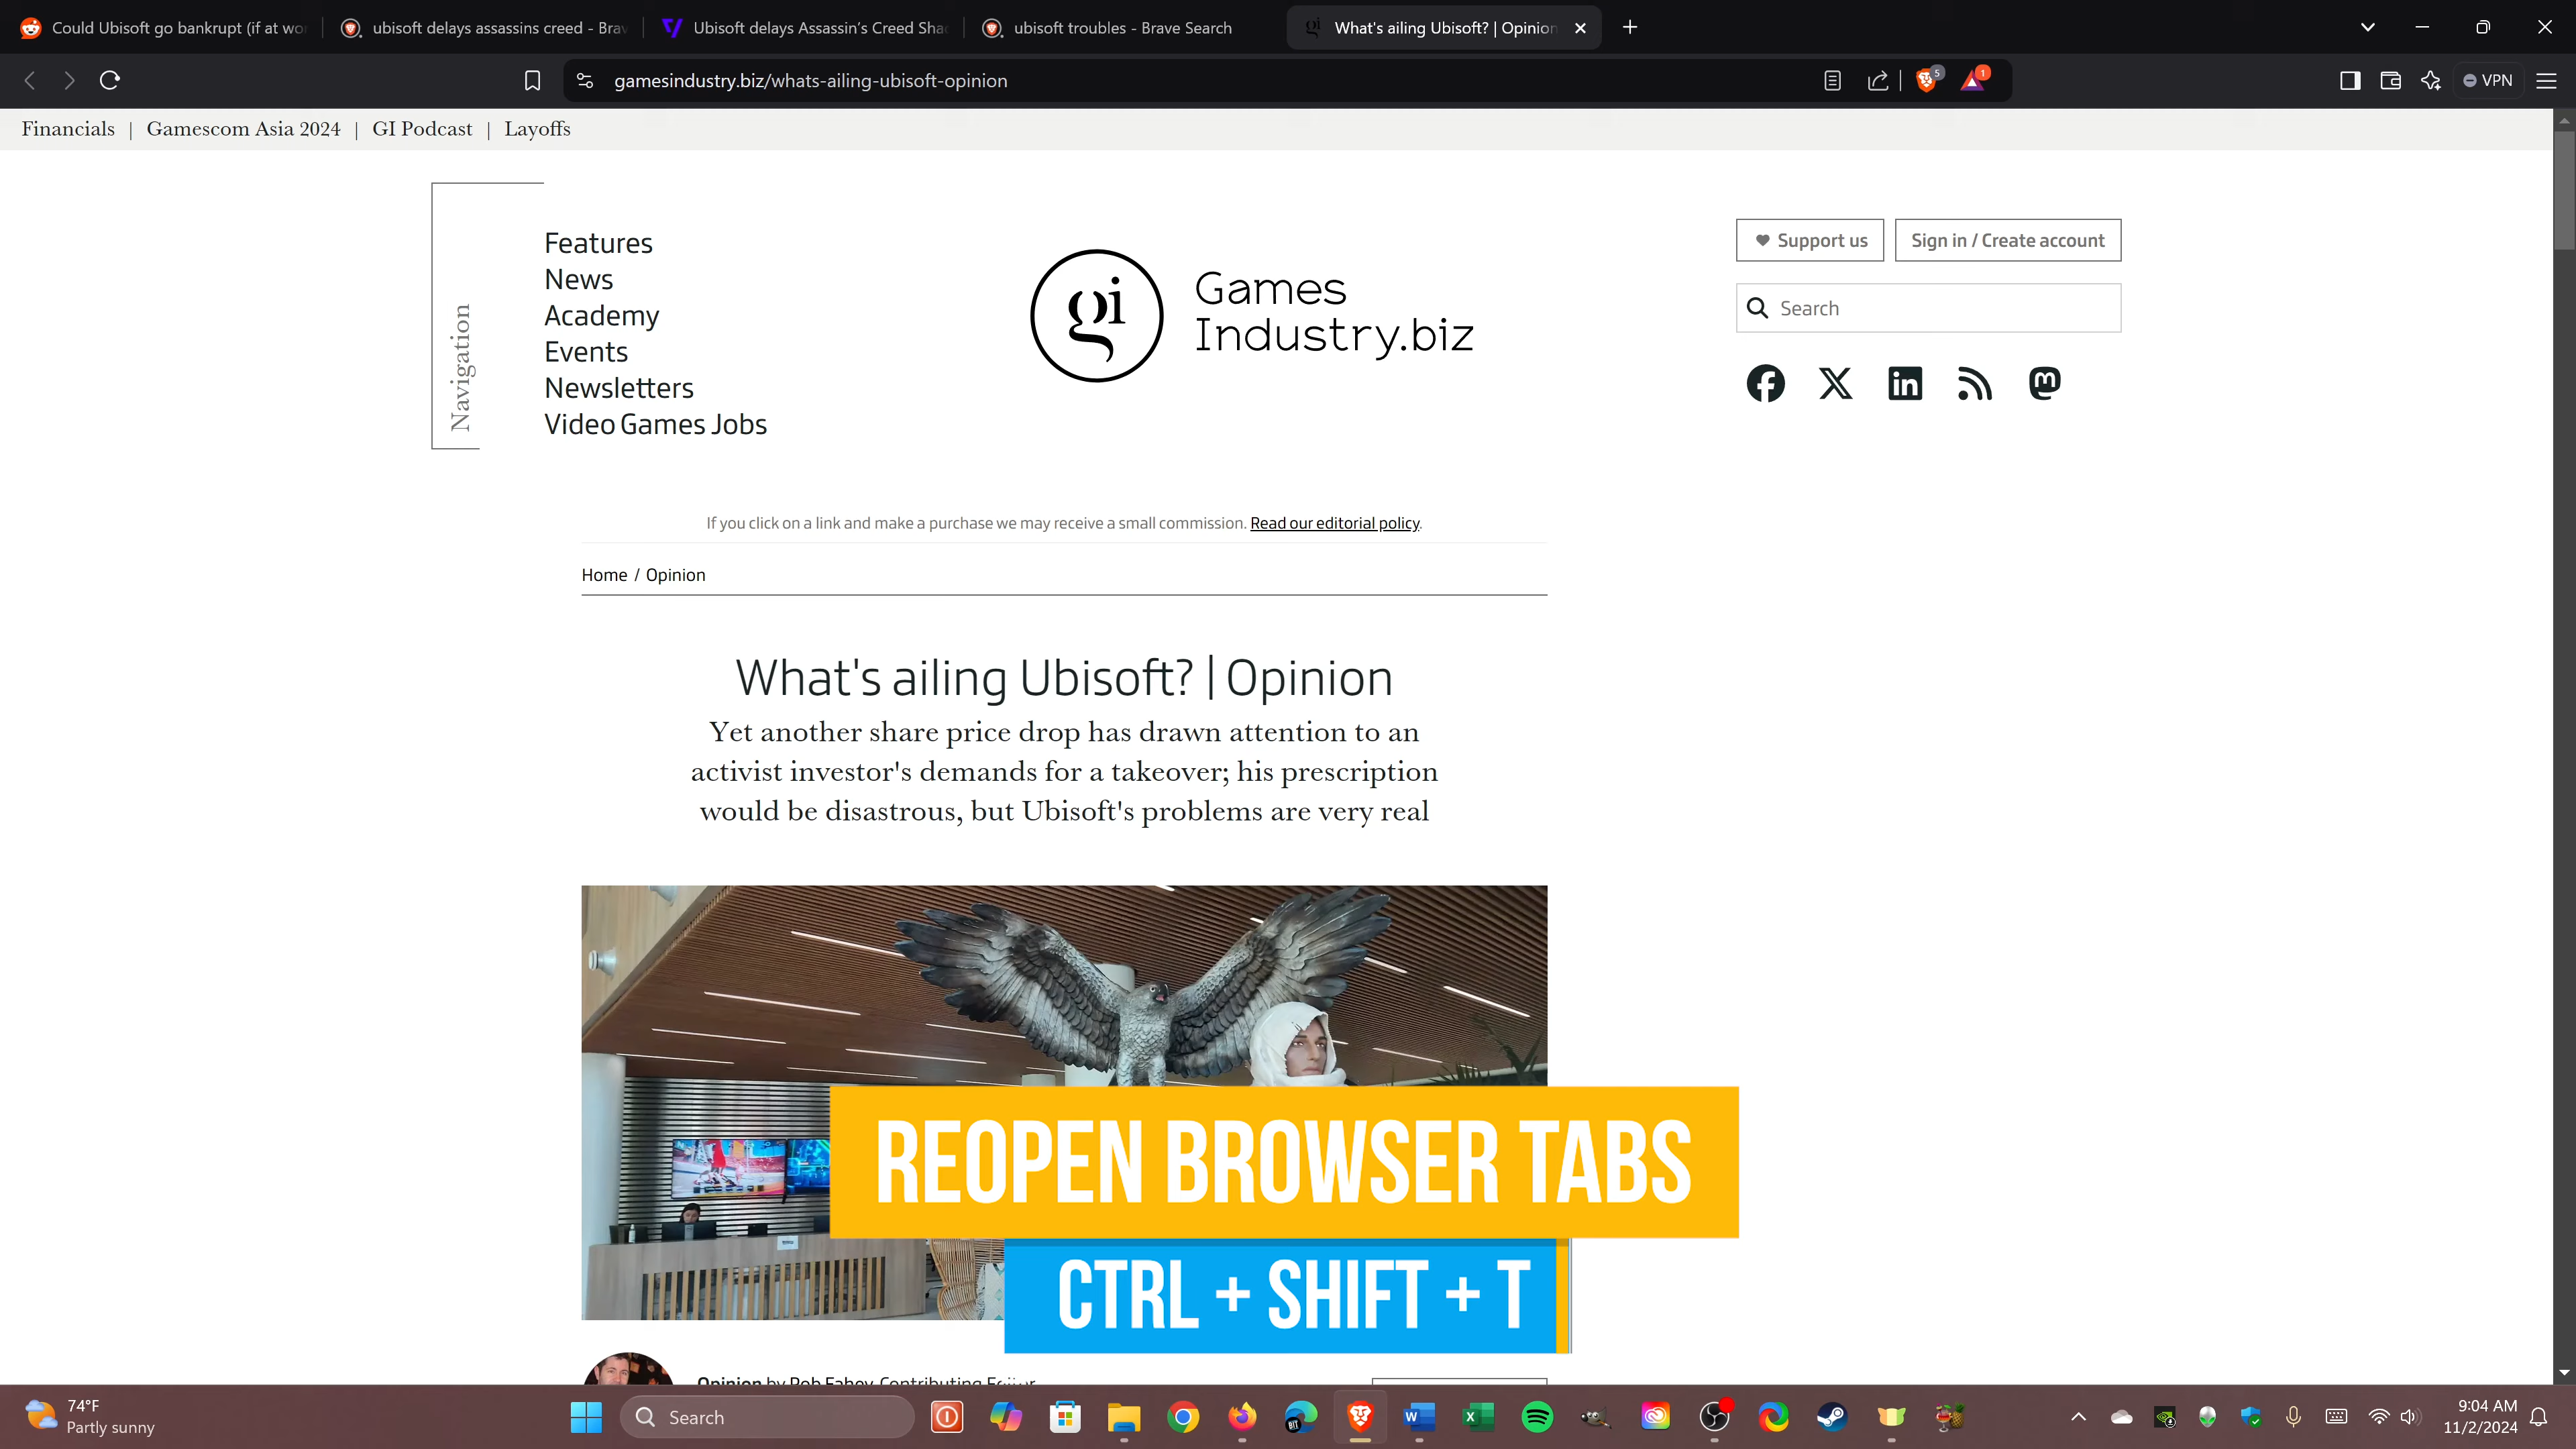 Could Ubisoft go bankrupt (if at wor
ubisoft delays assassins creed - Brav
Ubisoft delays Assassin's Creed Shac
ubisoft troubles - Brave Search
What's ailing Ubisoft? | Opinion
gamesindustry.biz/whats-ailing-ubisoft-opinion
5
1
VPN
Financials | Gamescom Asia 2024 | GI Podcast | Layoffs
Navigation
Features
News
Academy
Events
Newsletters
Video Games Jobs
gi
Games
Industry.biz
Support us
Sign in / Create account
Search
If you click on a link and make a purchase we may receive a small commission. Read our editorial policy.
Home / Opinion
What's ailing Ubisoft? | Opinion
Yet another share price drop has drawn attention to an
activist investor's demands for a takeover; his prescription
would be disastrous, but Ubisoft's problems are very real
REOPEN BROWSER TABS
CTRL + SHIFT + T
Opinion by Rob Fahey, Contributing Editor
74°F
Partly sunny
Search
BIT
9:04 AM
11/2/2024